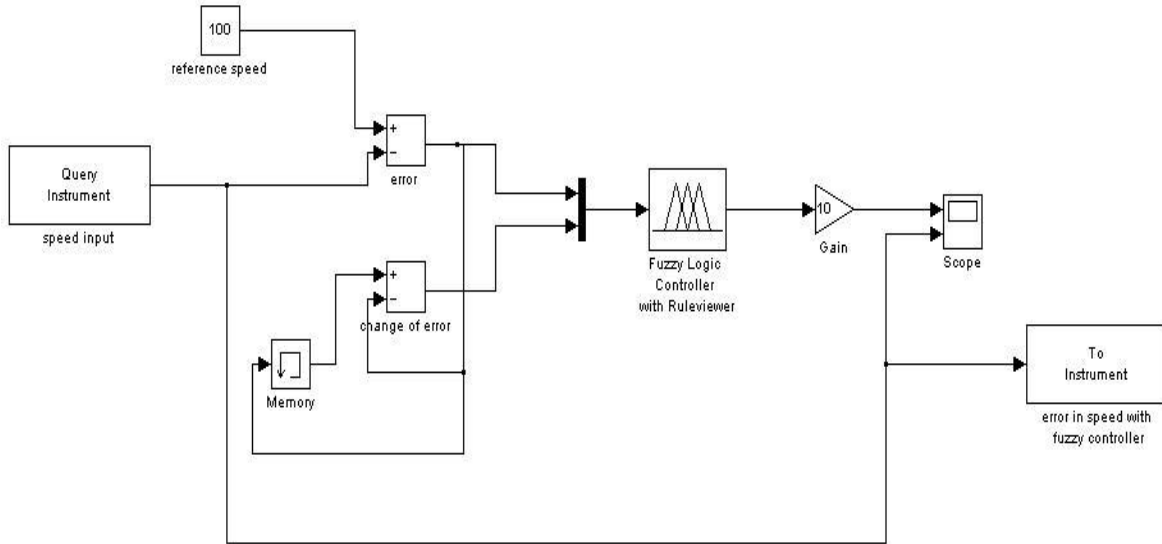 100
reference speed
Query
Instrument
speed input
+
−
error
+
−
change of error
Memory
Fuzzy Logic
Controller
with Ruleviewer
10
Gain
Scope
To
Instrument
error in speed with
fuzzy controller